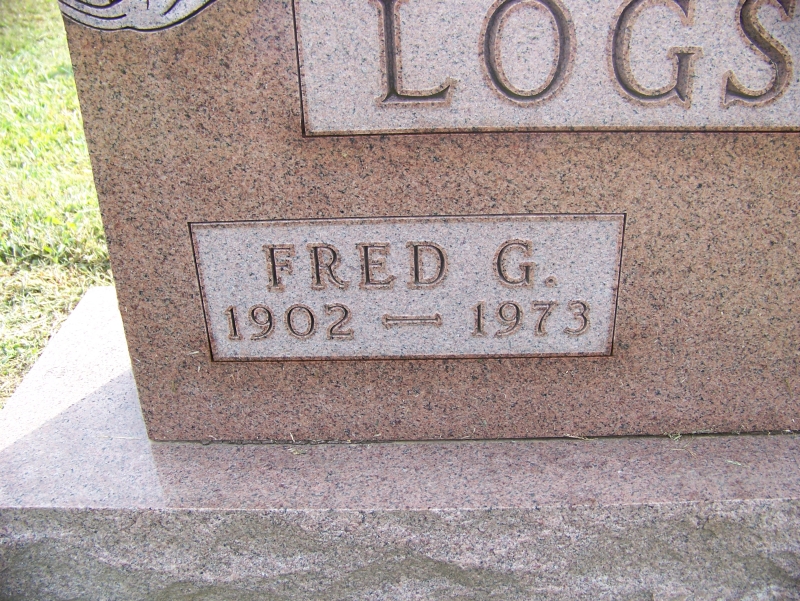 LOGS
FRED G.
1902 — 1973